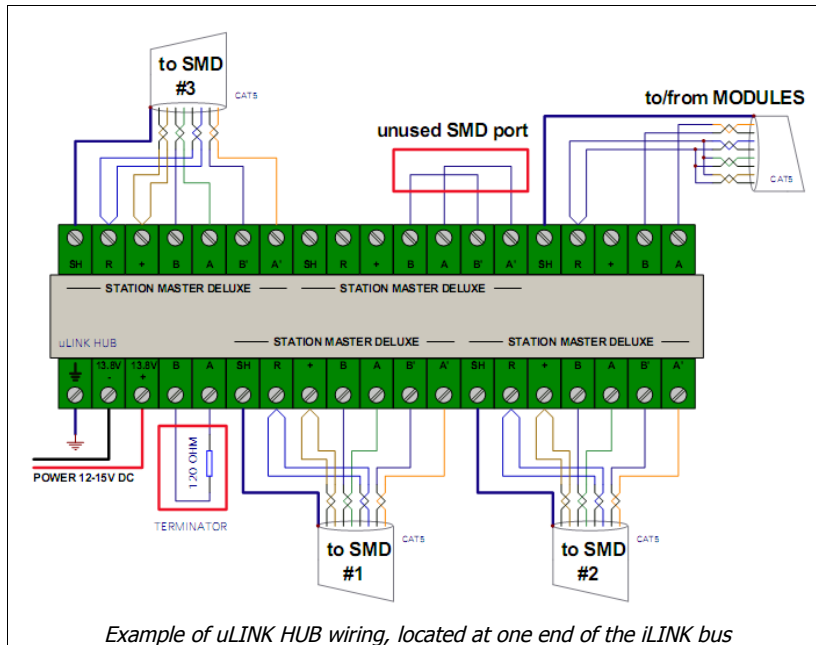 to SMD
#3
CAT5
to/from MODULES
unused SMD port
CAT5
SH R + B A B' A' SH R + B A B' A' SH R + B A
STATION MASTER DELUXE STATION MASTER DELUXE
uLINK HUB
STATION MASTER DELUXE STATION MASTER DELUXE
13.8V - 13.8V + B A SH R + B A B' A' SH R + B A B' A'
120 OHM
POWER 12-15V DC
TERMINATOR
to SMD
#1
CAT5
to SMD
#2
CAT5
Example of uLINK HUB wiring, located at one end of the iLINK bus